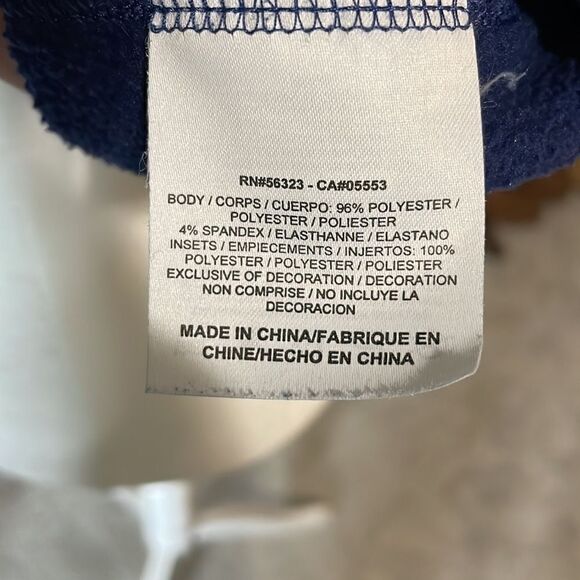 RN#56323 - CA#05553
BODY / CORPS / CUERPO: 96% POLYESTER /
POLYESTER / POLIESTER
4% SPANDEX / ELASTHANNE / ELASTANO
INSETS / EMPIECEMENTS / INJERTOS: 100%
POLYESTER / POLYESTER / POLIESTER
EXCLUSIVE OF DECORATION / DECORATION
NON COMPRISE / NO INCLUYE LA
DECORACION
MADE IN CHINA/FABRIQUE EN
CHINE/HECHO EN CHINA